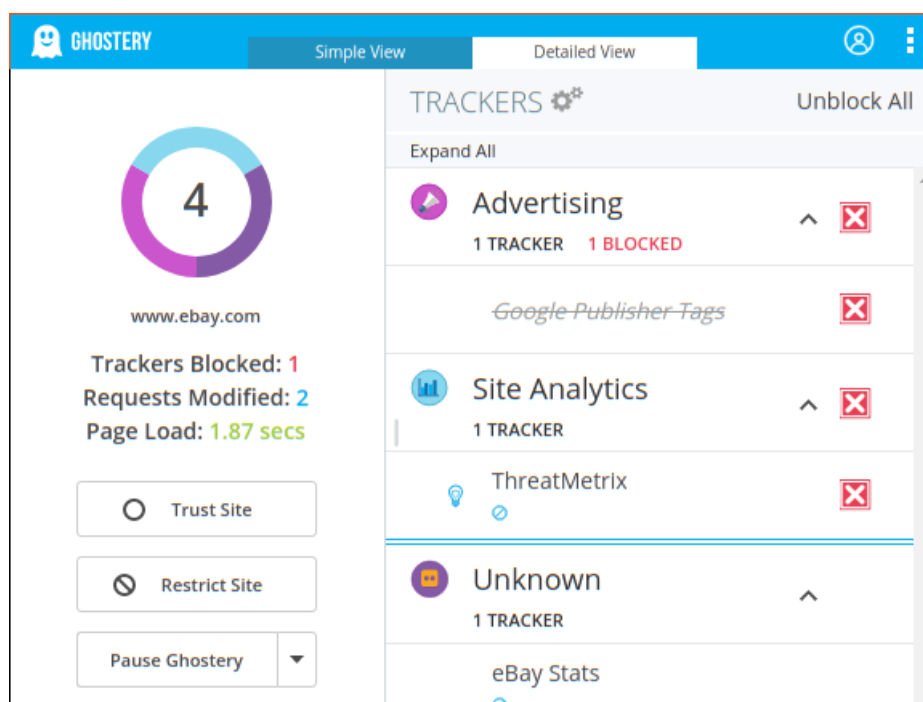 GHOSTERY
Simple View
Detailed View
4
www.ebay.com
Trackers Blocked: 1
Requests Modified: 2
Page Load: 1.87 secs
Trust Site
Restrict Site
Pause Ghostery
TRACKERS
Unblock All
Expand All
Advertising
1 TRACKER 1 BLOCKED
Google Publisher Tags
Site Analytics
1 TRACKER
ThreatMetrix
Unknown
1 TRACKER
eBay Stats